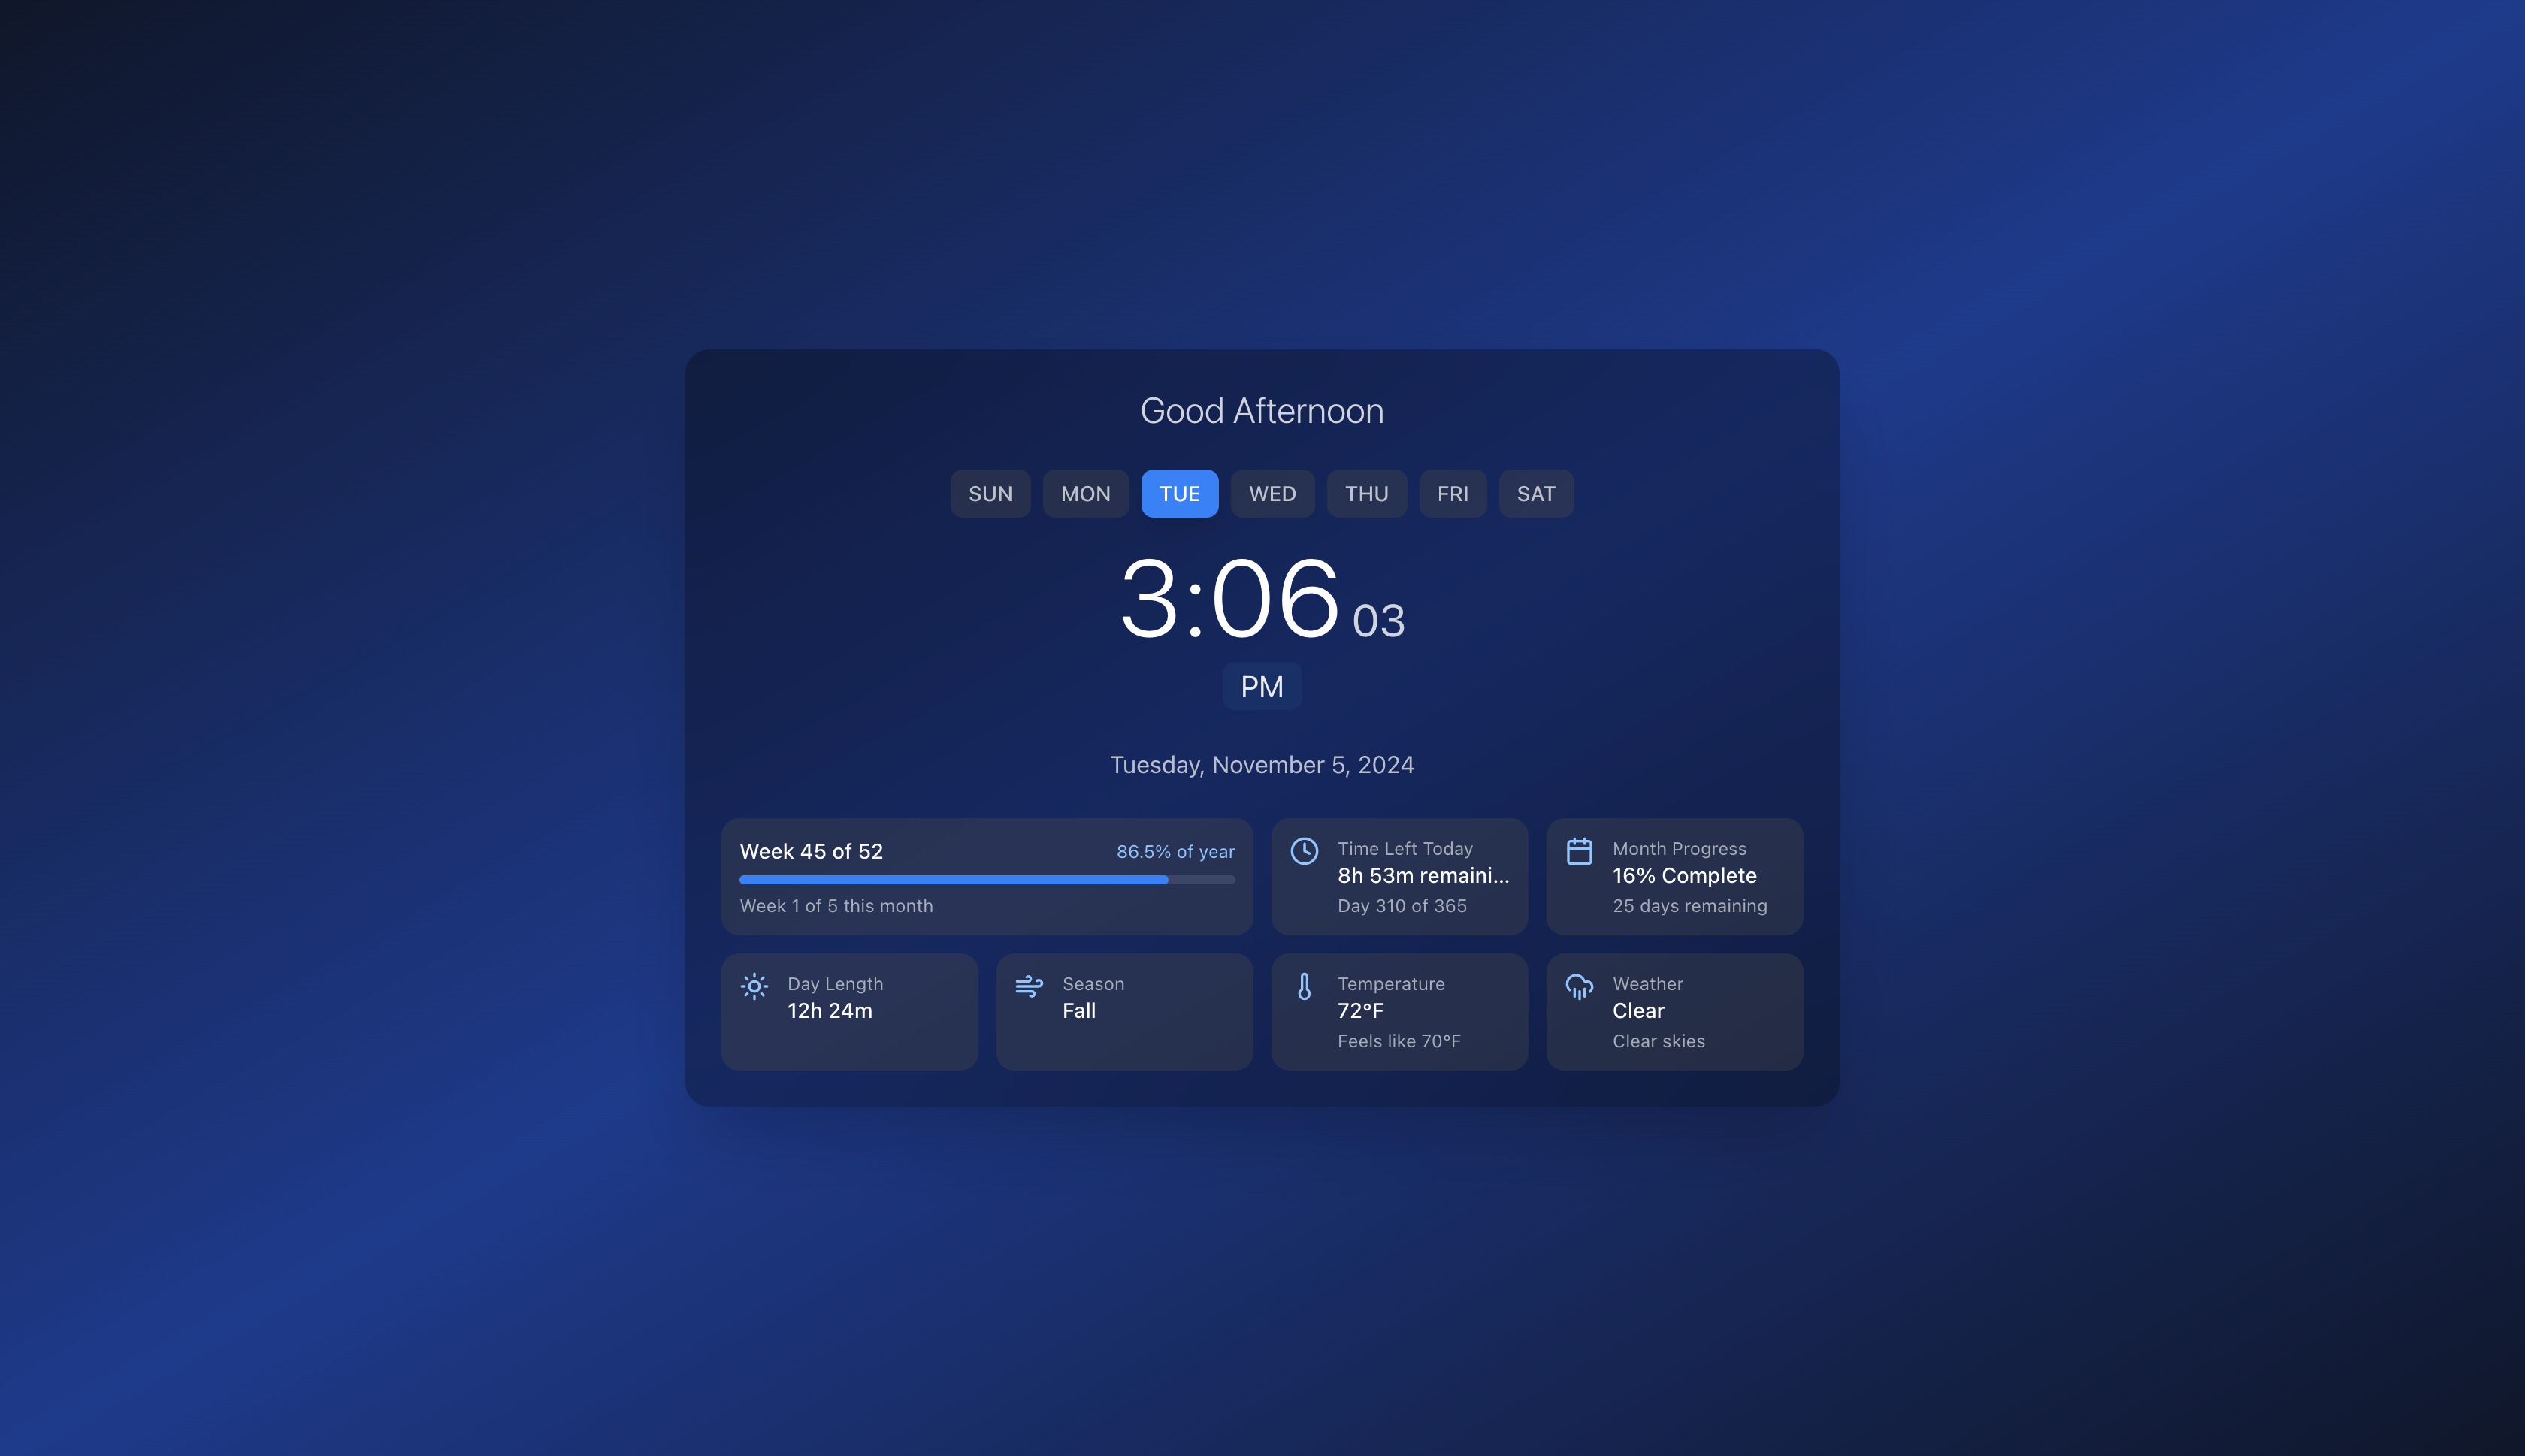 Good Afternoon
SUN MON TUE WED THU FRI SAT
3:06 03
PM
Tuesday, November 5, 2024
Week 45 of 52 86.5% of year
Week 1 of 5 this month
Time Left Today
8h 53m remaini...
Day 310 of 365
Month Progress
16% Complete
25 days remaining
Day Length
12h 24m
Season
Fall
Temperature
72°F
Feels like 70°F
Weather
Clear
Clear skies